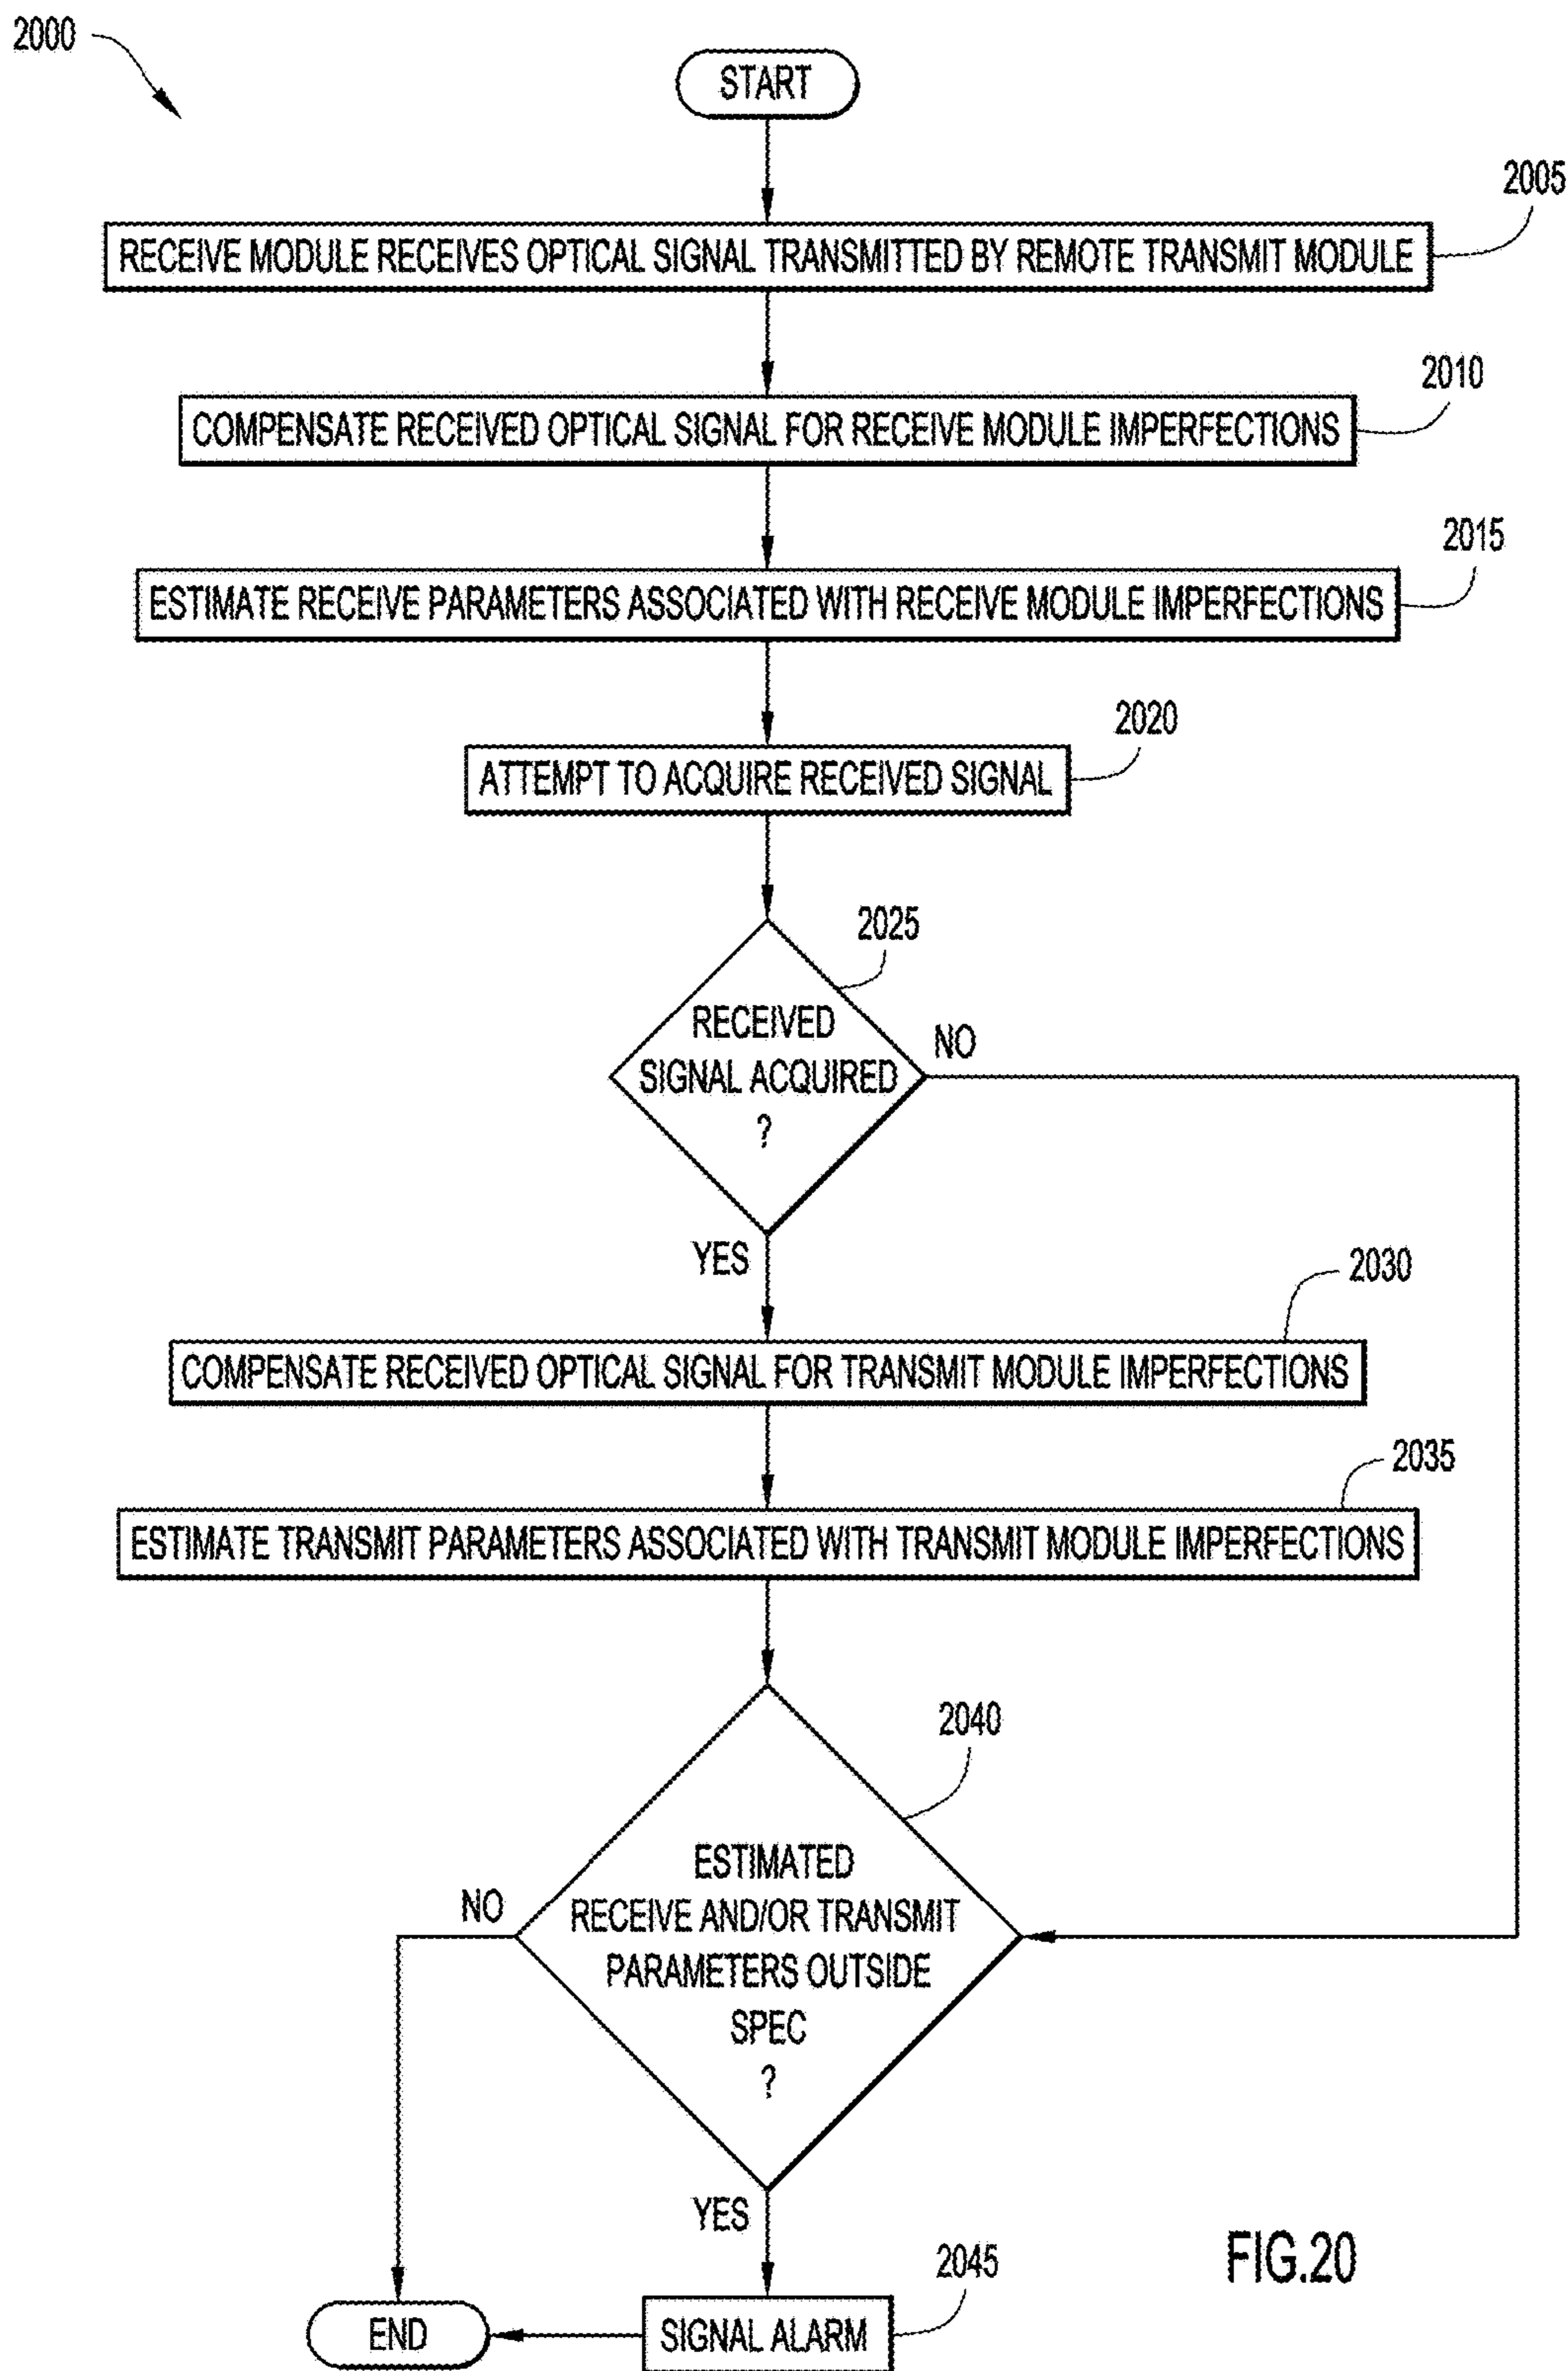 2000
START
2005
RECEIVE MODULE RECEIVES OPTICAL SIGNAL TRANSMITTED BY REMOTE TRANSMIT MODULE
2010
COMPENSATE RECEIVED OPTICAL SIGNAL FOR RECEIVE MODULE IMPERFECTIONS
2015
ESTIMATE RECEIVE PARAMETERS ASSOCIATED WITH RECEIVE MODULE IMPERFECTIONS
2020
ATTEMPT TO ACQUIRE RECEIVED SIGNAL
2025
RECEIVED
SIGNAL ACQUIRED
?
NO
YES
2030
COMPENSATE RECEIVED OPTICAL SIGNAL FOR TRANSMIT MODULE IMPERFECTIONS
2035
ESTIMATE TRANSMIT PARAMETERS ASSOCIATED WITH TRANSMIT MODULE IMPERFECTIONS
2040
ESTIMATED
RECEIVE AND/OR TRANSMIT
PARAMETERS OUTSIDE
SPEC
?
NO
YES
2045
SIGNAL ALARM
END
FIG.20